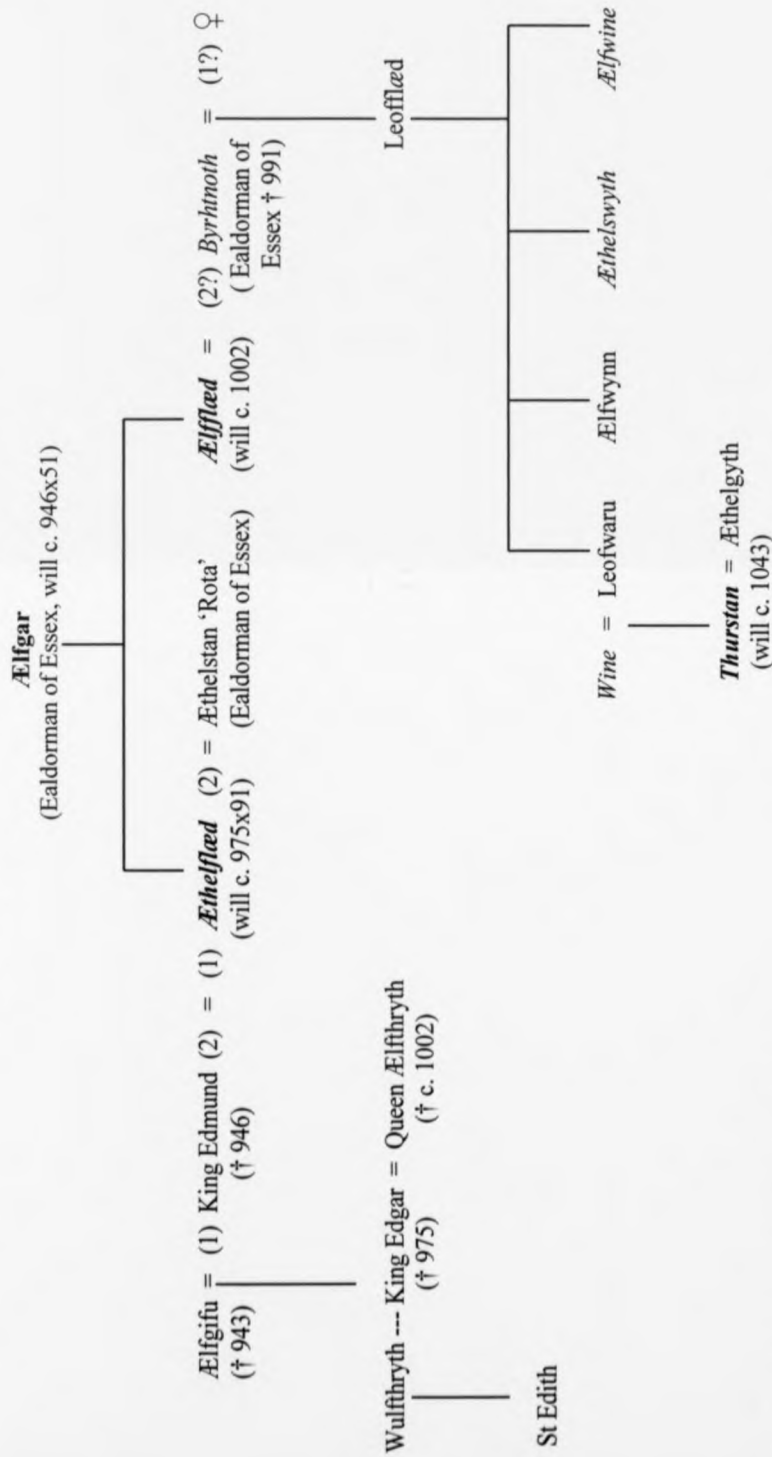 Ælfgar
(Ealdorman of Essex, will c. 946x51)
Ælfgifu = (1) King Edmund (2) = (1) Æthelflæd (2) = Æthelstan ‘Rota’ Ælfflæd = (2?) Byrhtnoth = (1?) ♀
(† 943) († 946) (will c. 975x91) (Ealdorman of Essex) (will c. 1002) ( Ealdorman of
Essex † 991)
Wulfthryth --- King Edgar = Queen Ælfthryth Leofflæd
(† 975) († c. 1002)
St Edith
Wine = Leofwaru Ælfwynn Æthelswyth Ælfwine
Thurstan = Æthelgyth
(will c. 1043)